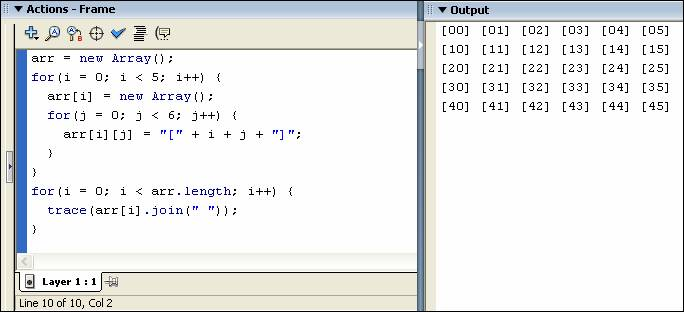 Actions - Frame
arr = new Array();
for(i = 0; i < 5; i++) {
  arr[i] = new Array();
  for(j = 0; j < 6; j++) {
    arr[i][j] = "[" + i + j + "]";
  }
}
for(i = 0; i < arr.length; i++) {
  trace(arr[i].join(" "));
}
Layer 1 : 1
Line 10 of 10, Col 2
Output
[00] [01] [02] [03] [04] [05]
[10] [11] [12] [13] [14] [15]
[20] [21] [22] [23] [24] [25]
[30] [31] [32] [33] [34] [35]
[40] [41] [42] [43] [44] [45]